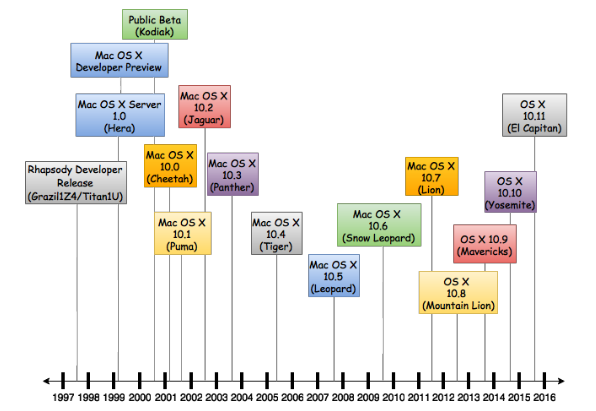 Public Beta
(Kodiak)
Mac OS X
Developer Preview
Mac OS X Server
1.0
(Hera)
Mac OS X
10.2
(Jaguar)
OS X
10.11
(El Capitan)
Rhapsody Developer
Release
(Grazil1Z4/Titan1U)
Mac OS X
10.0
(Cheetah)
Mac OS X
10.3
(Panther)
Mac OS X
10.7
(Lion)
OS X
10.10
(Yosemite)
Mac OS X
10.1
(Puma)
Mac OS X
10.4
(Tiger)
Mac OS X
10.6
(Snow Leopard)
OS X 10.9
(Mavericks)
Mac OS X
10.5
(Leopard)
OS X
10.8
(Mountain Lion)
1997 1998 1999 2000 2001 2002 2003 2004 2005 2006 2007 2008 2009 2010 2011 2012 2013 2014 2015 2016